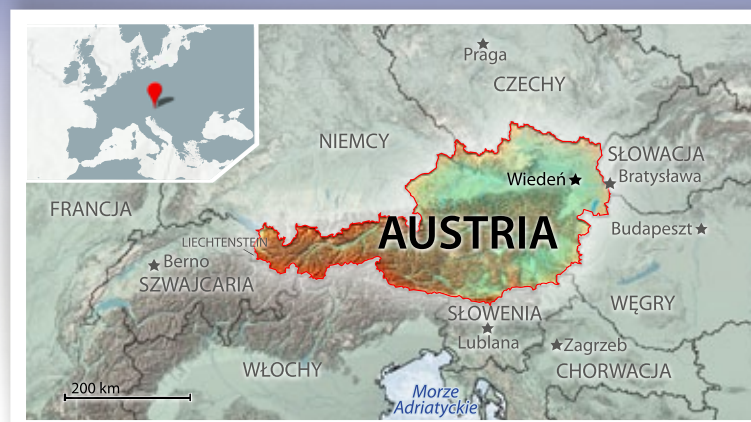 Praga
CZECHY
NIEMCY
SŁOWACJA
Wiedeń
Bratysława
FRANCJA
AUSTRIA
Budapeszt
LIECHTENSTEIN
Berno
SZWAJCARIA
WĘGRY
SŁOWENIA
Lublana
Zagrzeb
WŁOCHY
CHORWACJA
200 km
Morze
Adriatyckie